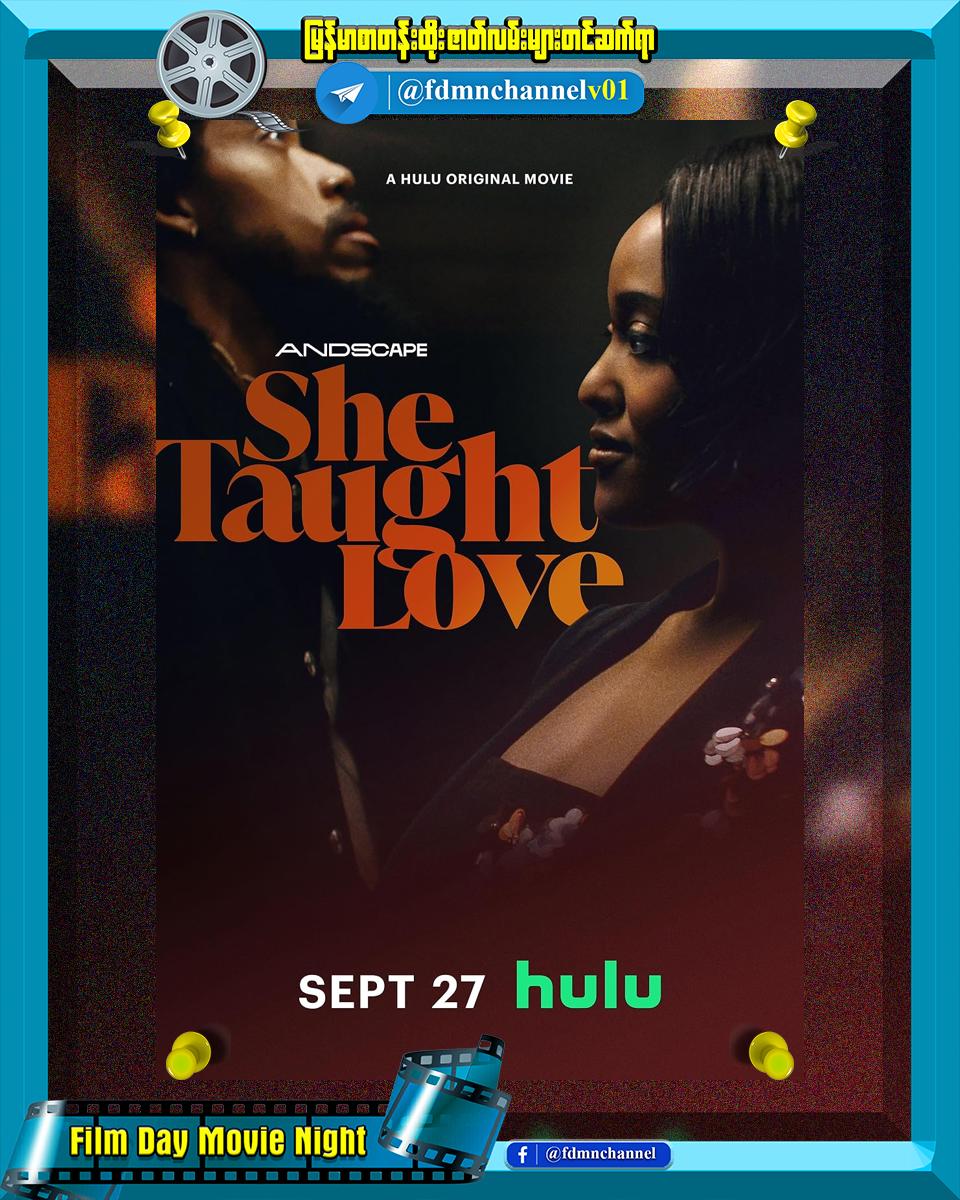 မြန်မာစာတန်းထိုးဇာတ်လမ်းများတင်ဆက်ရာ
@fdmnchannelv01
A HULU ORIGINAL MOVIE
ANDSCAPE
She
Taught
Love
SEPT 27 hulu
Film Day Movie Night
@fdmnchannel